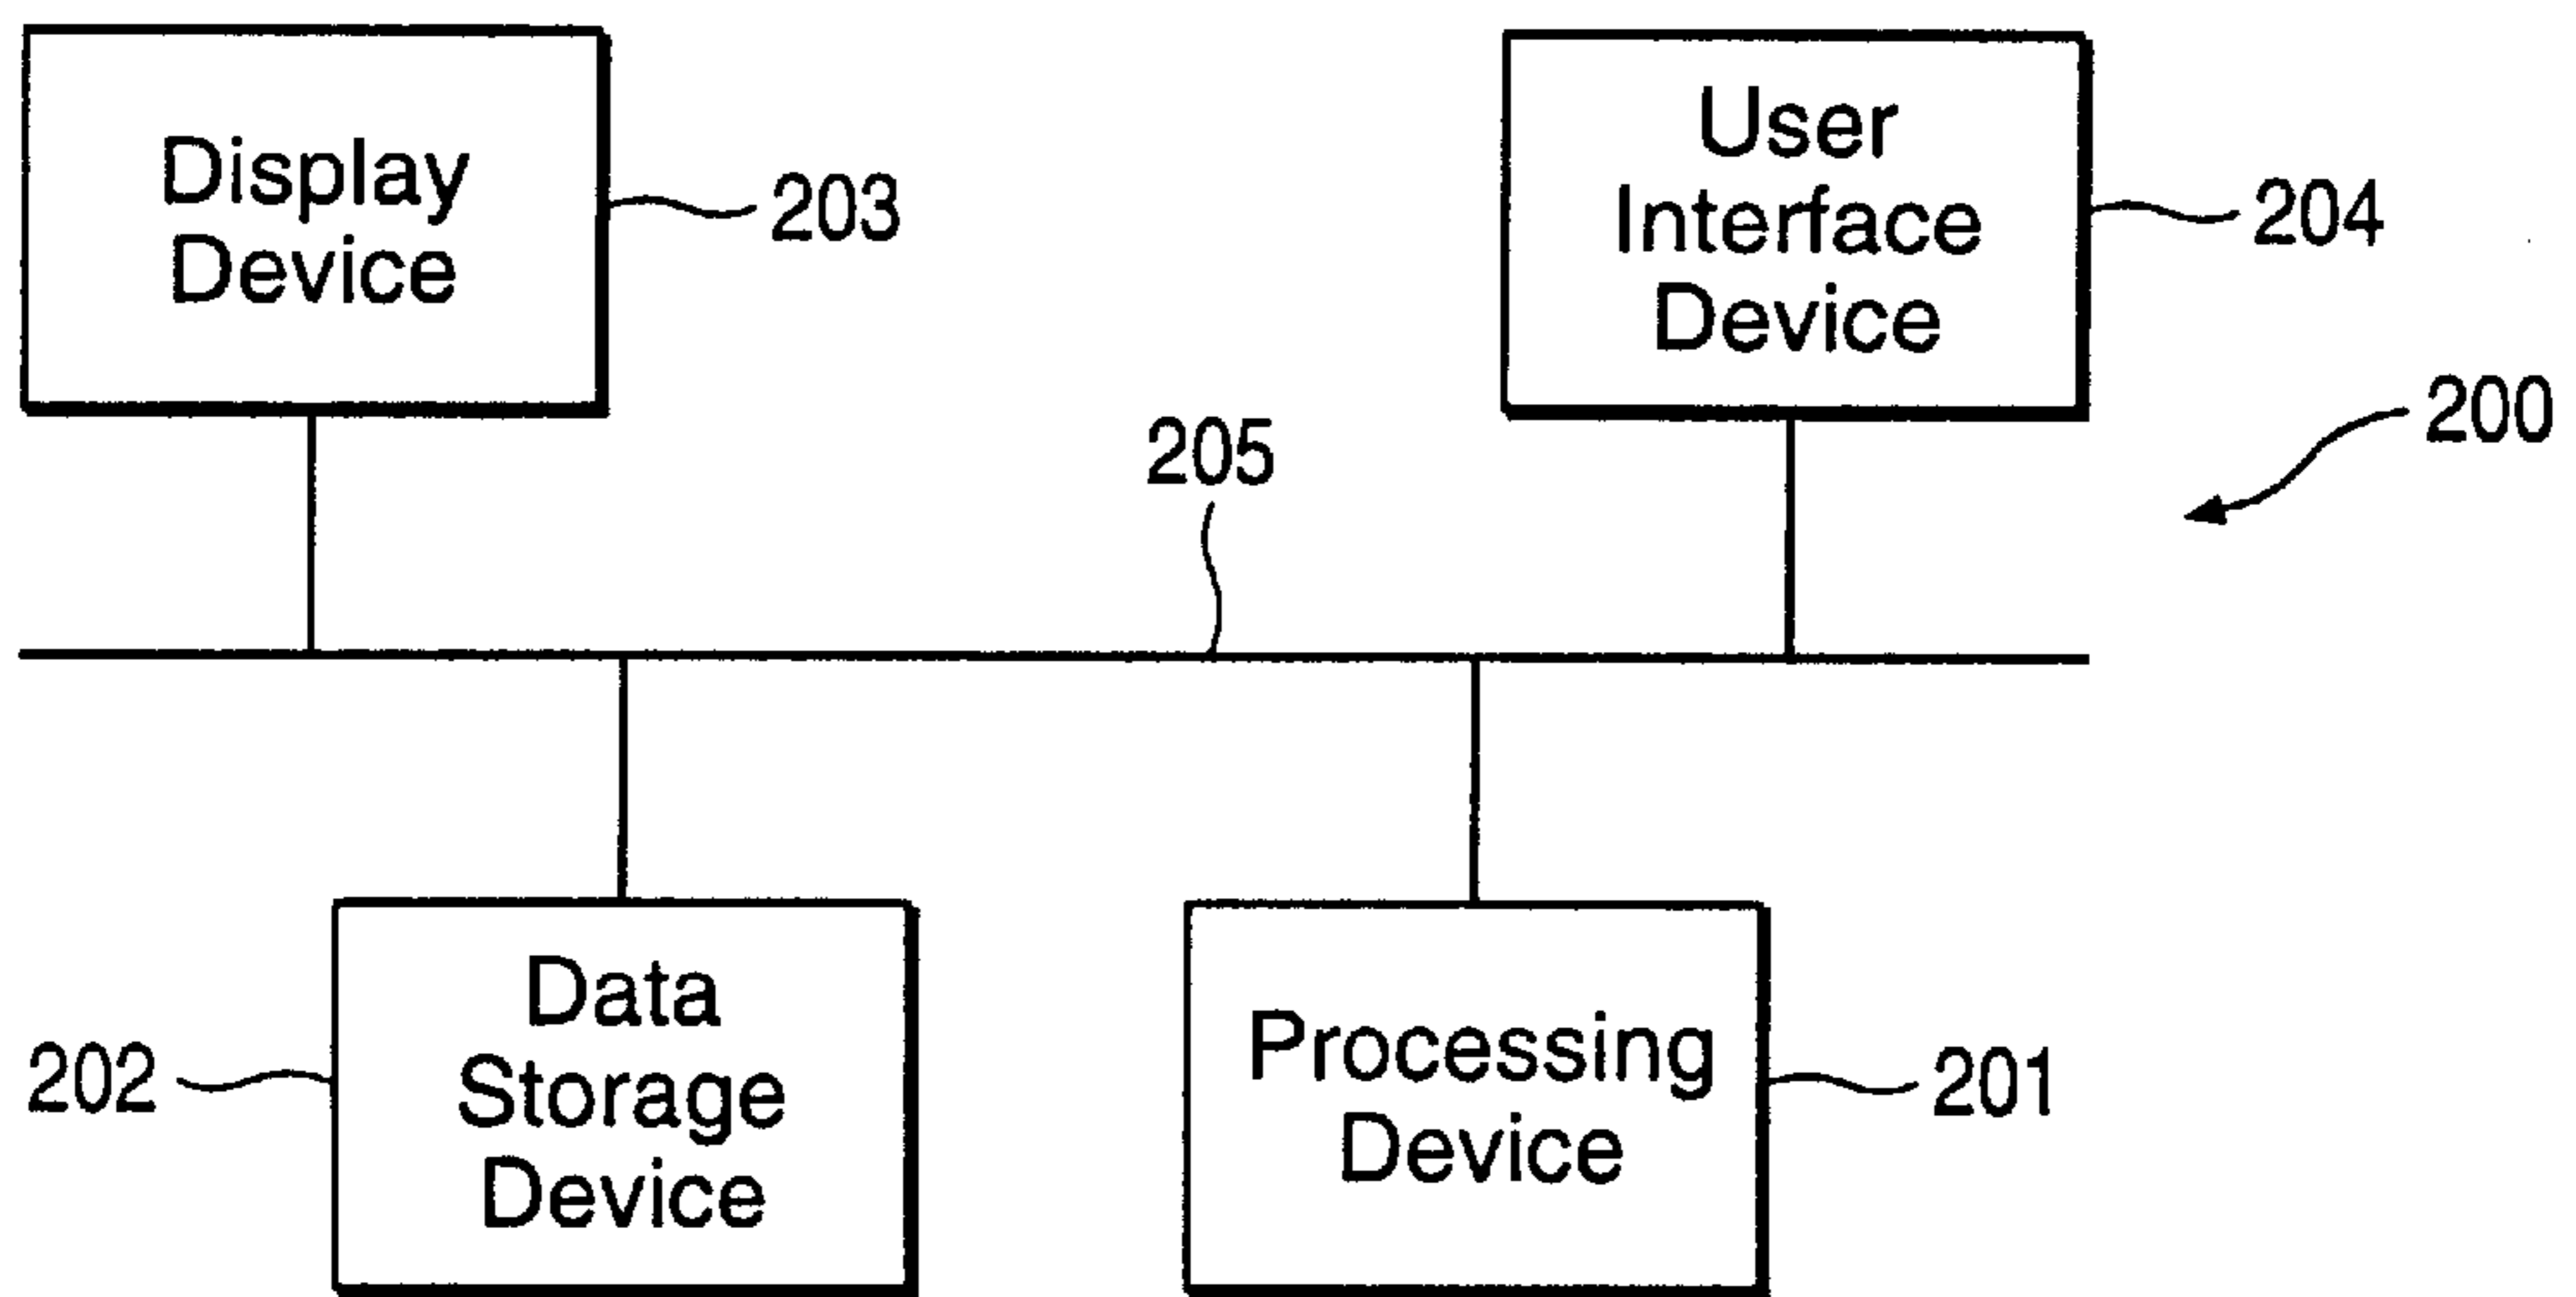 Display
Device
203
User
Interface
Device
204
200
205
202
Data
Storage
Device
Processing
Device
201